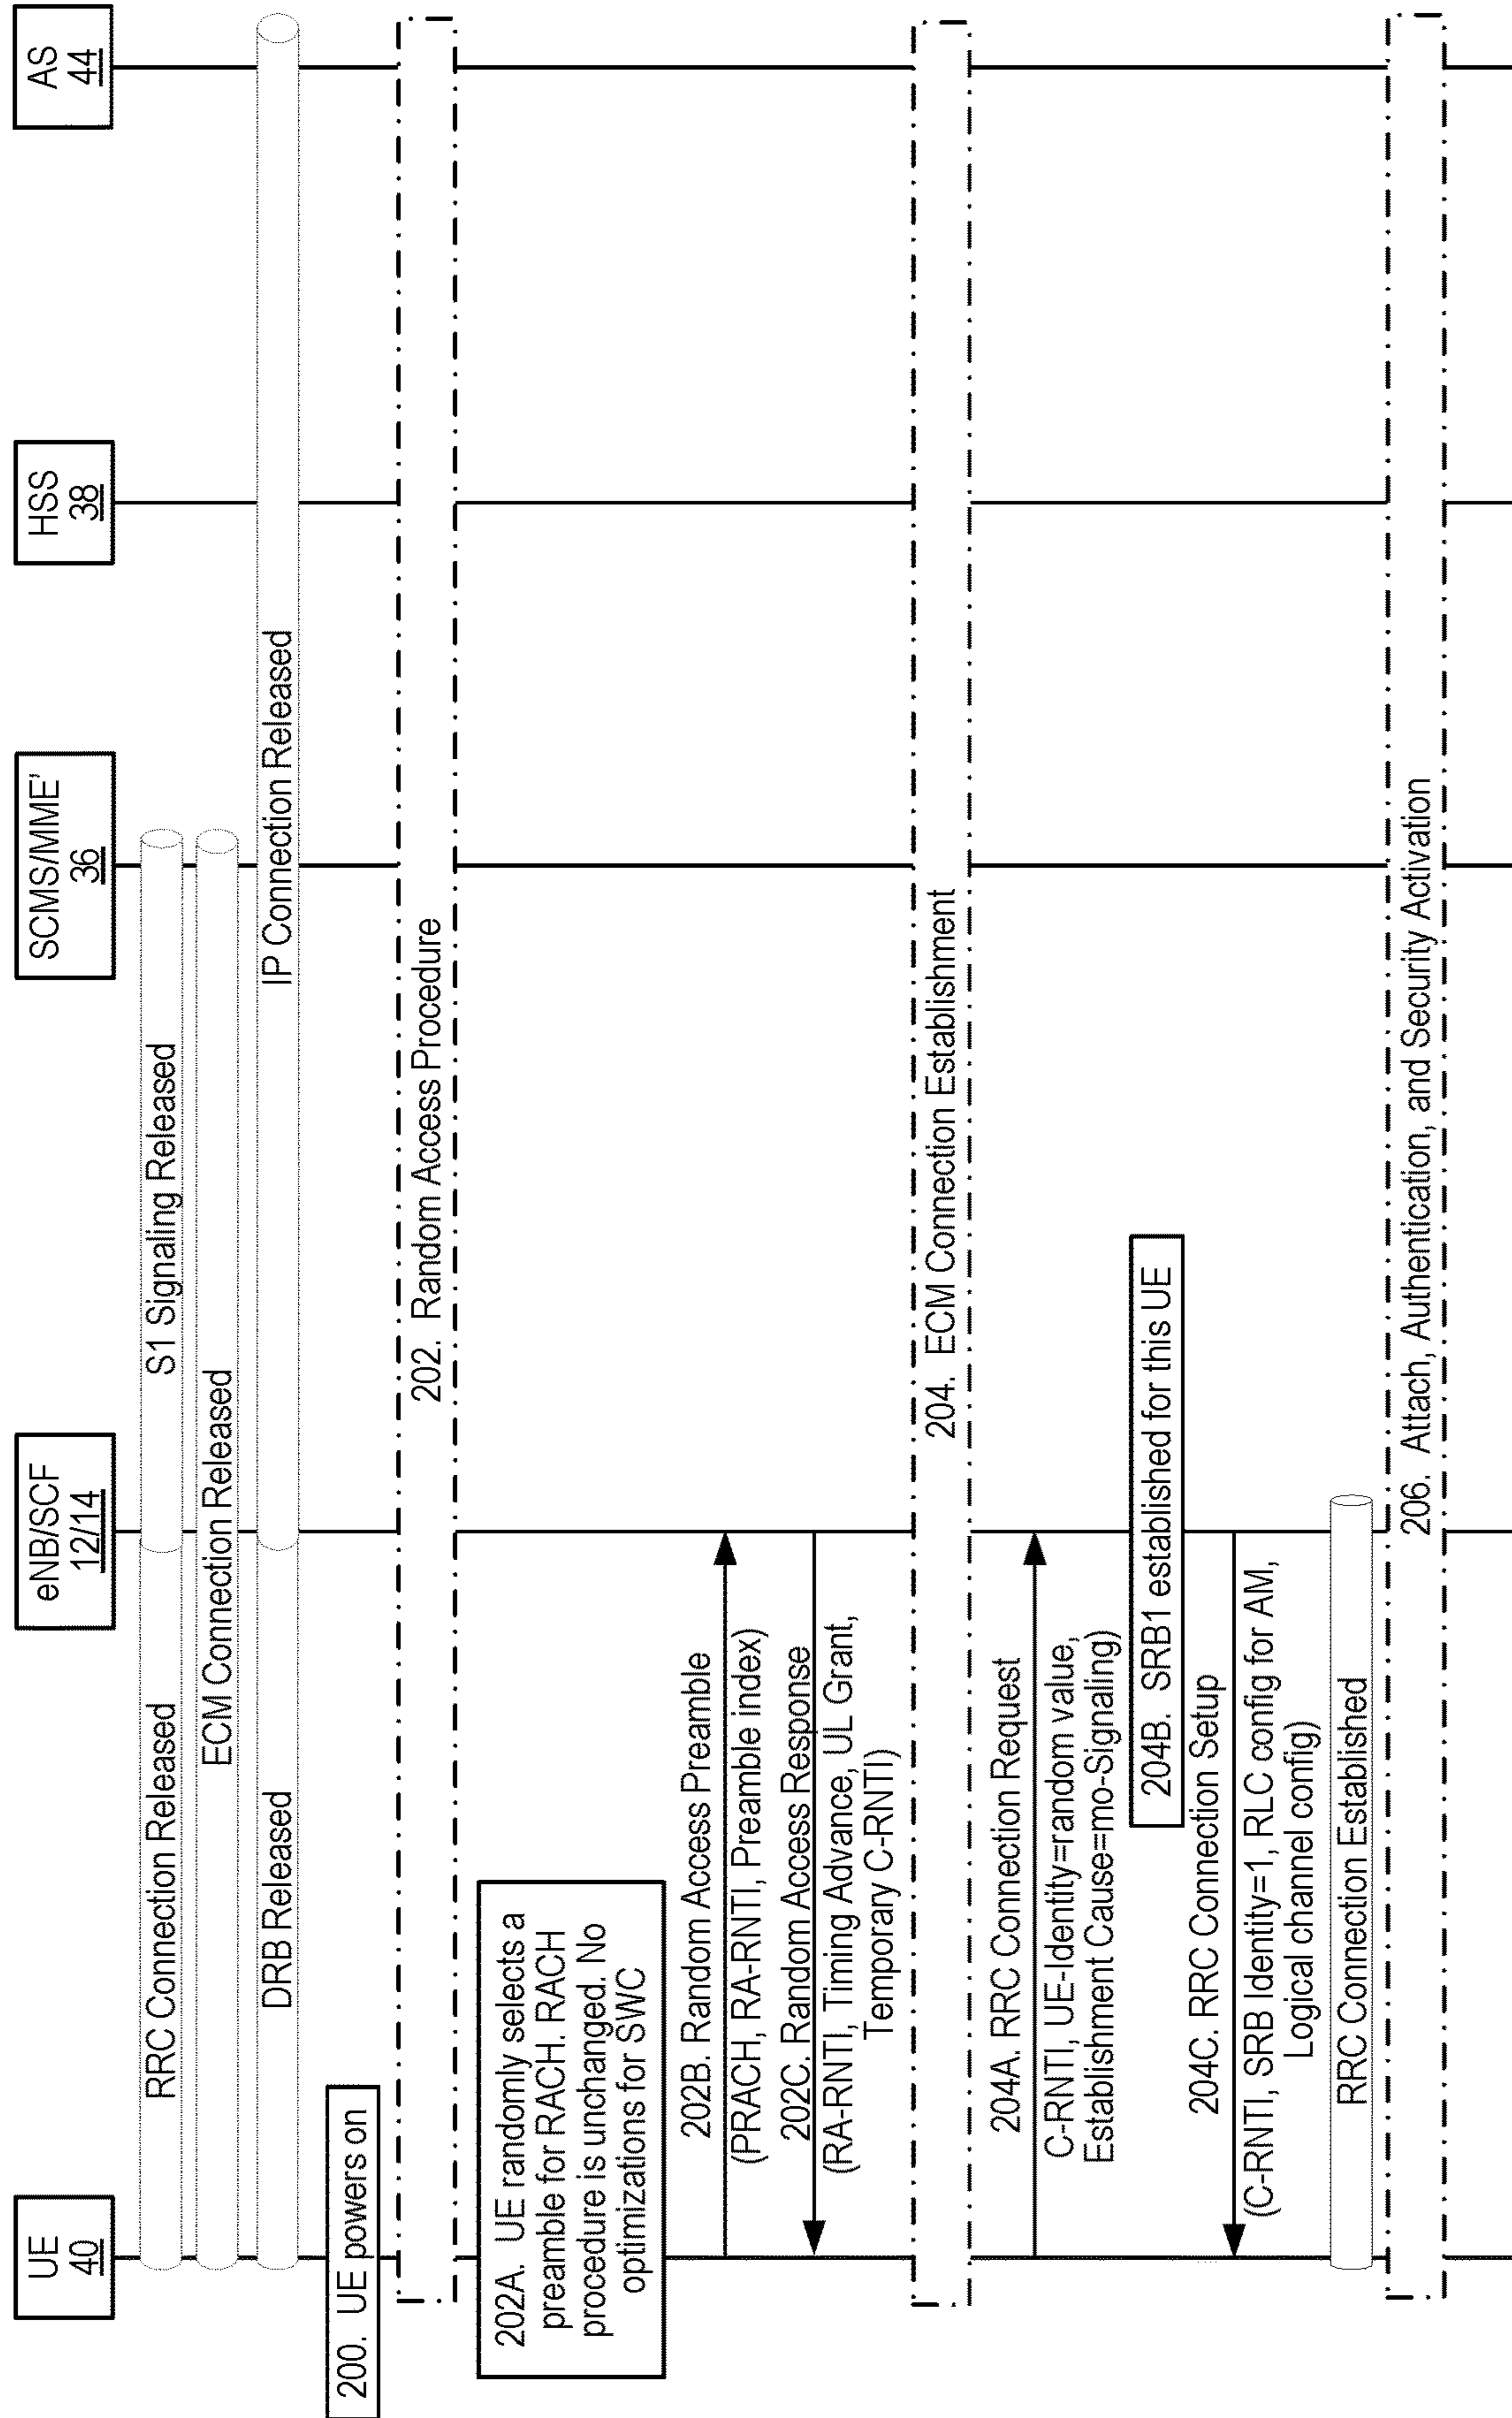 UE
40
eNB/SCF
12/14
SCMS/MME'
36
HSS
38
AS
44
RRC Connection Released
S1 Signaling Released
ECM Connection Released
DRB Released
IP Connection Released
200. UE powers on
202. Random Access Procedure
202A. UE randomly selects a
preamble for RACH. RACH
procedure is unchanged. No
optimizations for SWC
202B. Random Access Preamble
(PRACH, RA-RNTI, Preamble index)
202C. Random Access Response
(RA-RNTI, Timing Advance, UL Grant,
Temporary C-RNTI)
204. ECM Connection Establishment
204A. RRC Connection Request
C-RNTI, UE-Identity=random value,
Establishment Cause=mo-Signaling)
204B. SRB1 established for this UE
204C. RRC Connection Setup
(C-RNTI, SRB Identity=1, RLC config for AM,
Logical channel config)
RRC Connection Established
206. Attach, Authentication, and Security Activation